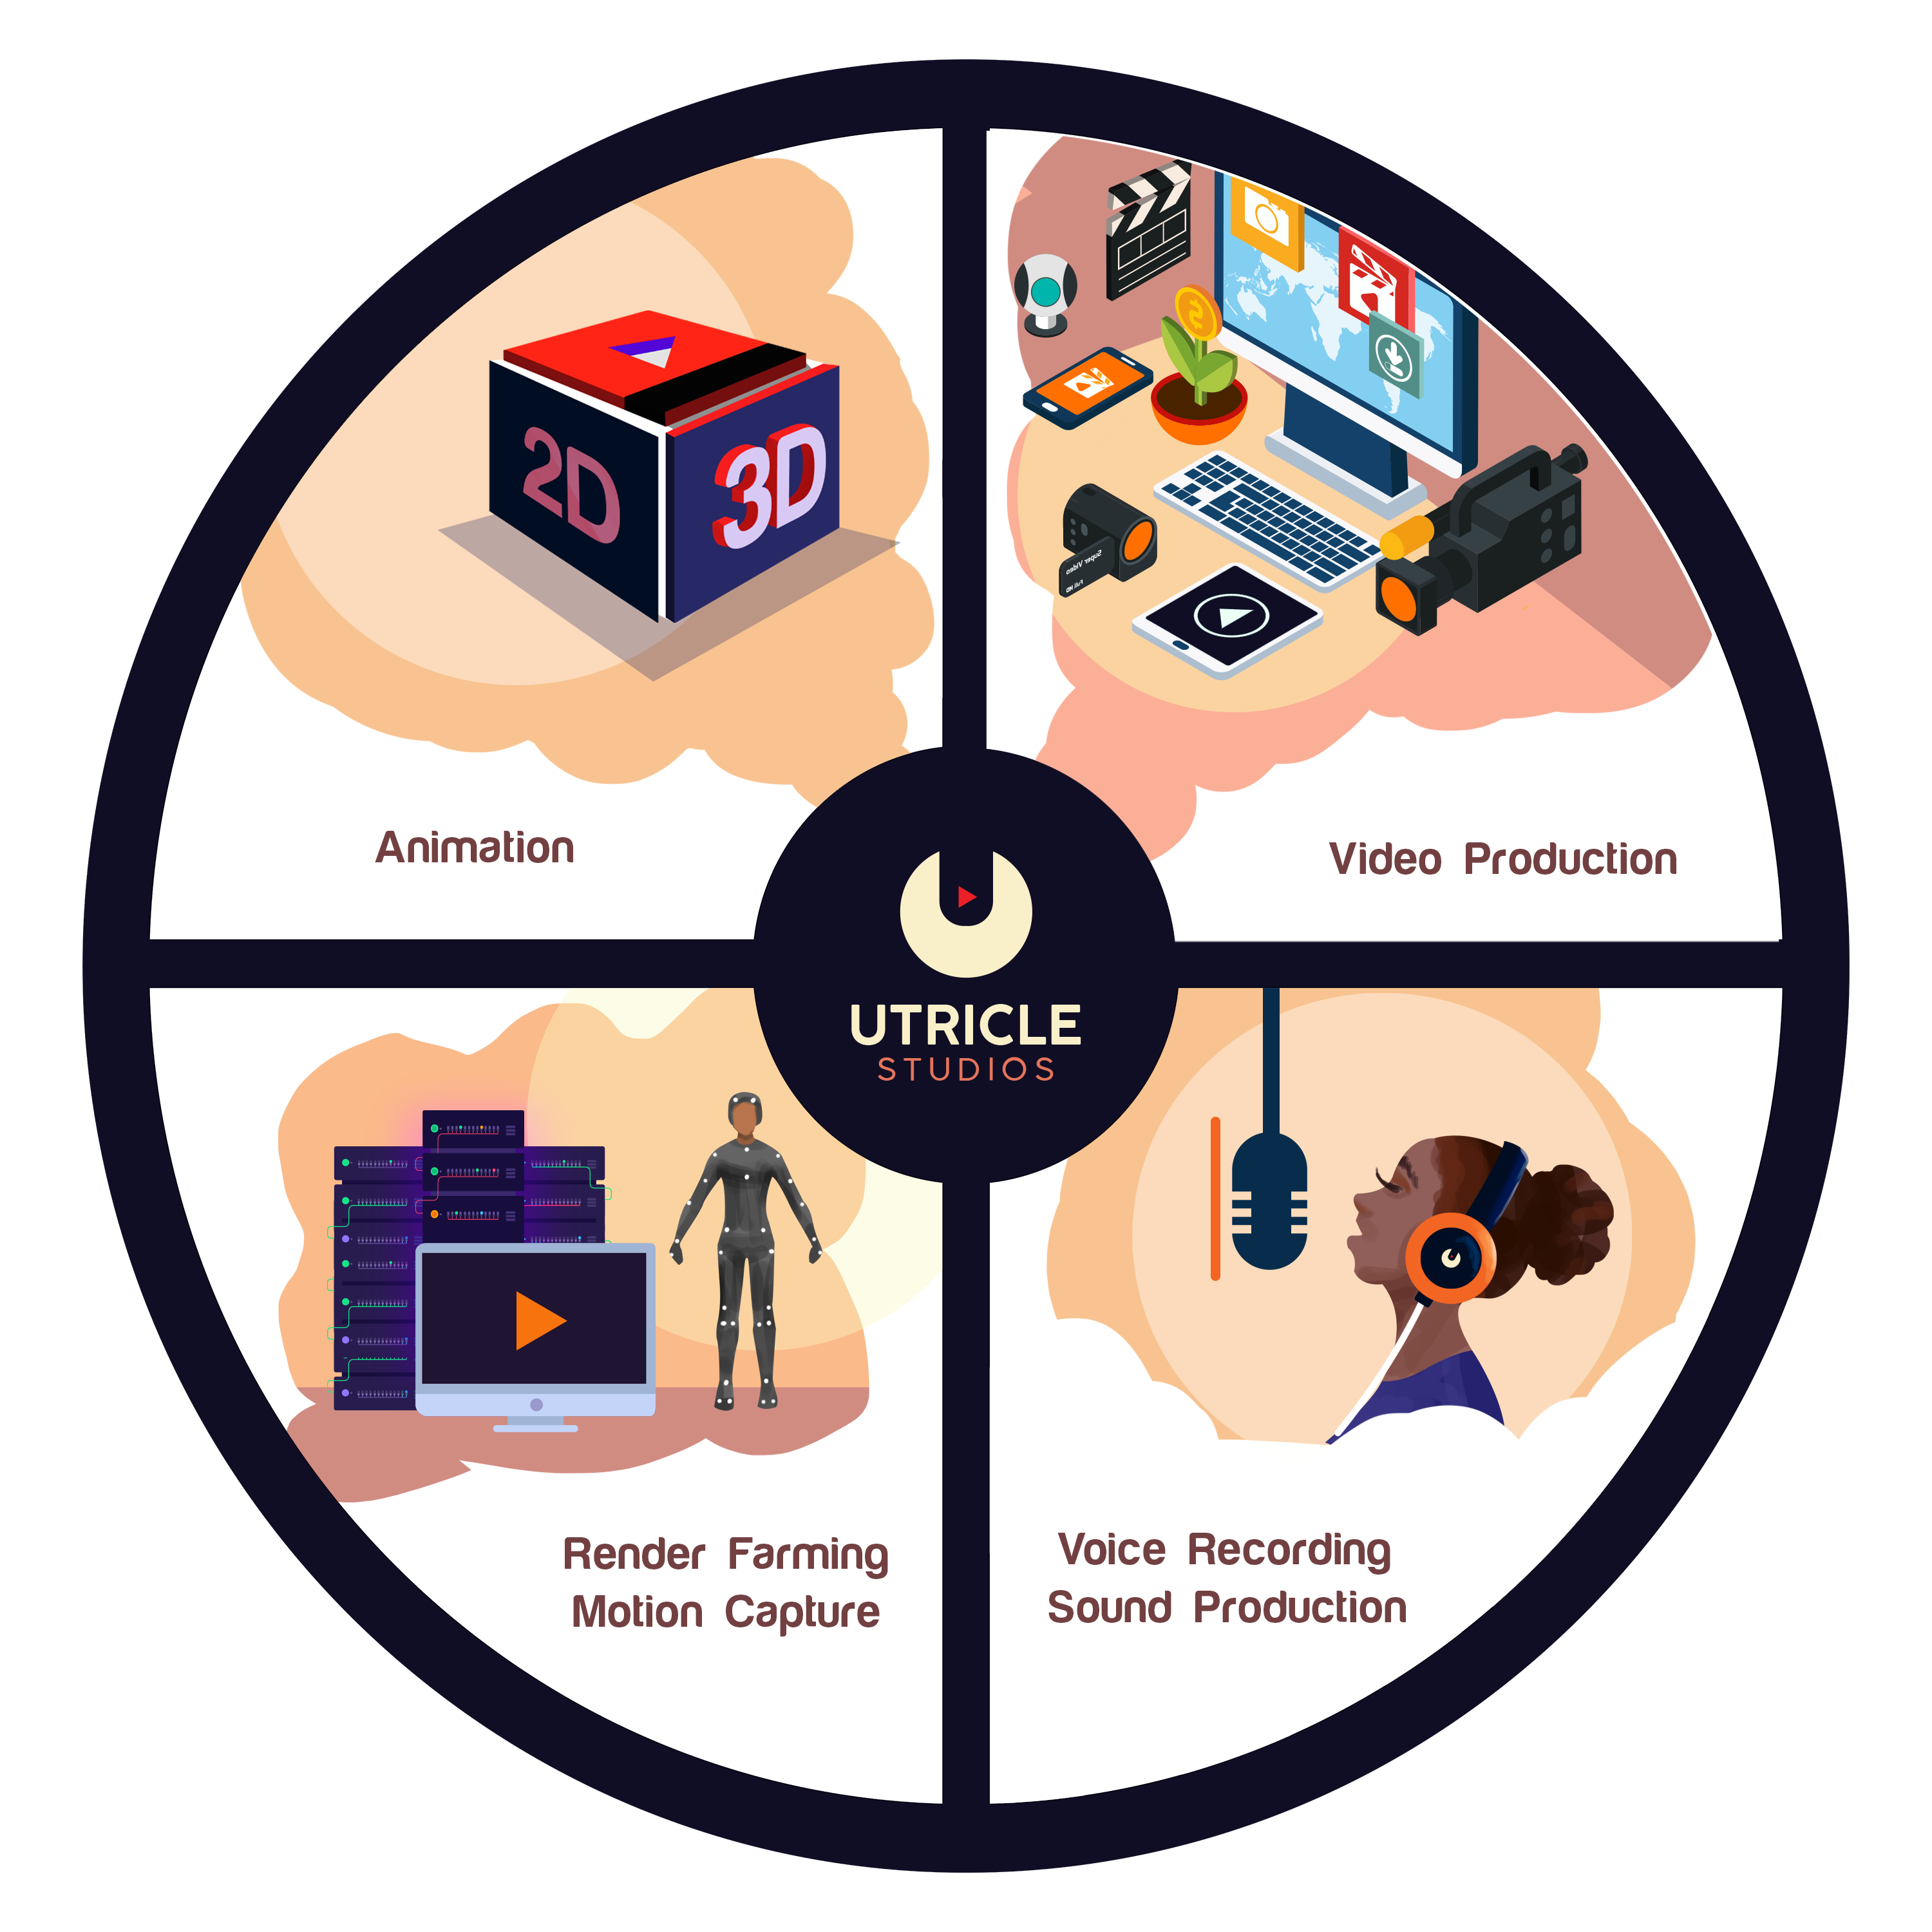 2D
3D
Super Video
Full HD
Animation
Video Production
UTRICLE
STUDIOS
Render Farming
Motion Capture
Voice Recording
Sound Production